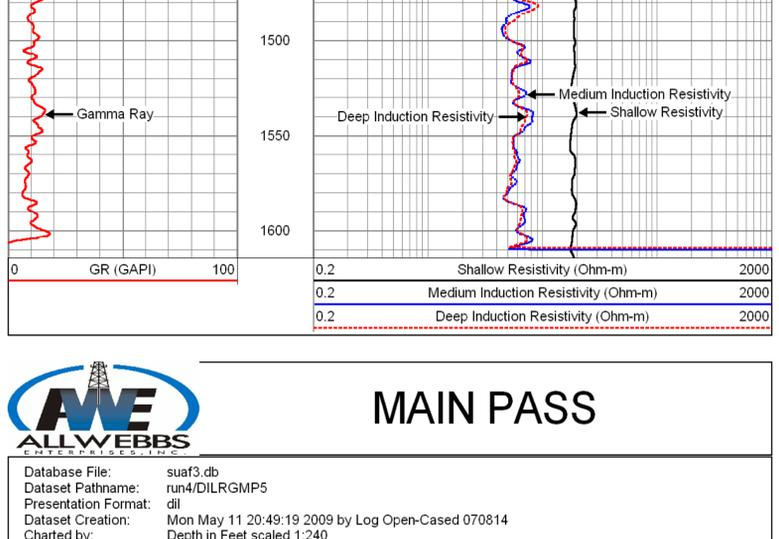 1500
Medium Induction Resistivity
Deep Induction Resistivity
Shallow Resistivity
Gamma Ray
1550
1600
0 GR (GAPI) 100
0.2 Shallow Resistivity (Ohm-m) 2000
0.2 Medium Induction Resistivity (Ohm-m) 2000
0.2 Deep Induction Resistivity (Ohm-m) 2000
AWE
ALLWEBBS
ENTERPRISES, INC.
MAIN PASS
Database File: suaf3.db
Dataset Pathname: run4/DILRGMP5
Presentation Format: dil
Dataset Creation: Mon May 11 20:49:19 2009 by Log Open-Cased 070814
Charted by: Depth in Feet scaled 1:240